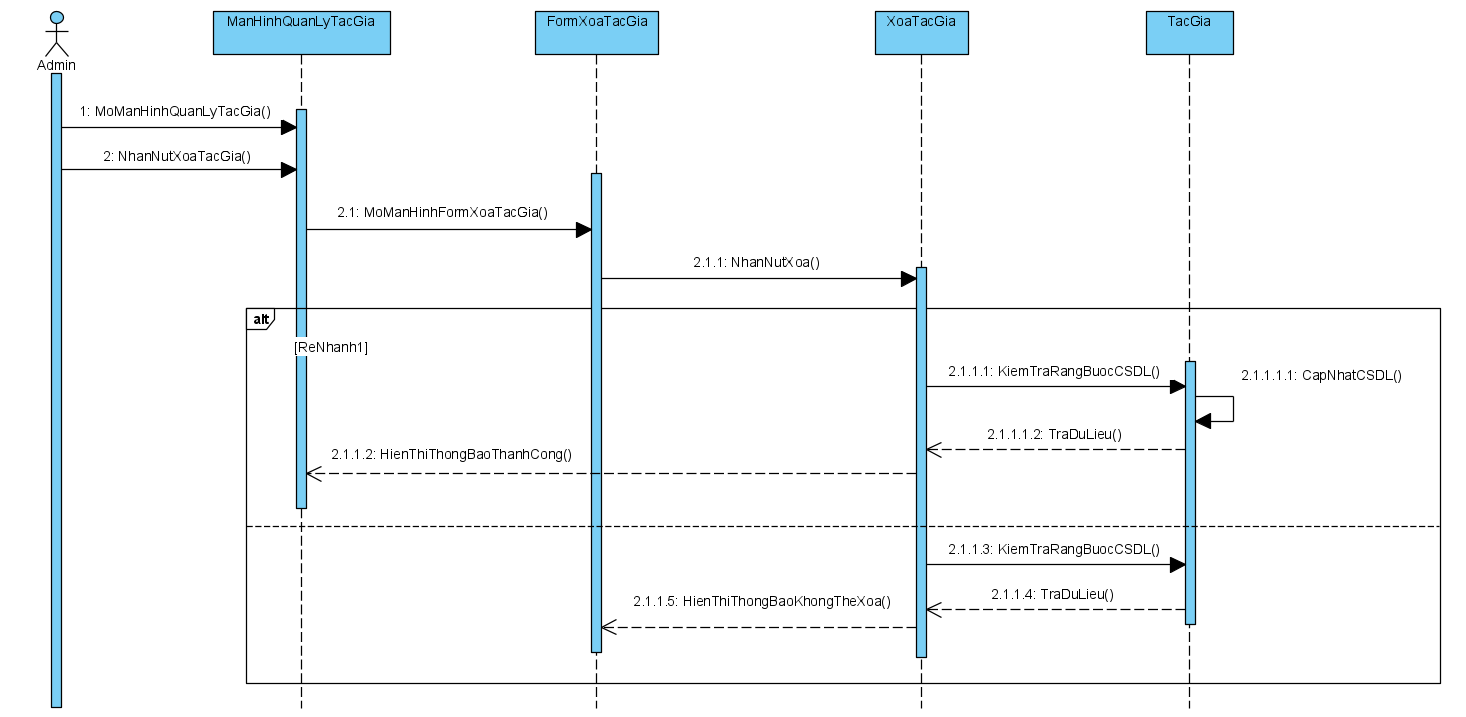 ManHinhQuanLyTacGia
FormXoaTacGia
XoaTacGia
TacGia
Admin
1: MoManHinhQuanLyTacGia()
2: NhanNutXoaTacGia()
2.1: MoManHinhFormXoaTacGia()
2.1.1: NhanNutXoa()
alt
[ReNhanh1]
2.1.1.1: KiemTraRangBuocCSDL()
2.1.1.1.1: CapNhatCSDL()
2.1.1.1.2: TraDuLieu()
2.1.1.2: HienThiThongBaoThanhCong()
2.1.1.3: KiemTraRangBuocCSDL()
2.1.1.4: TraDuLieu()
2.1.1.5: HienThiThongBaoKhongTheXoa()